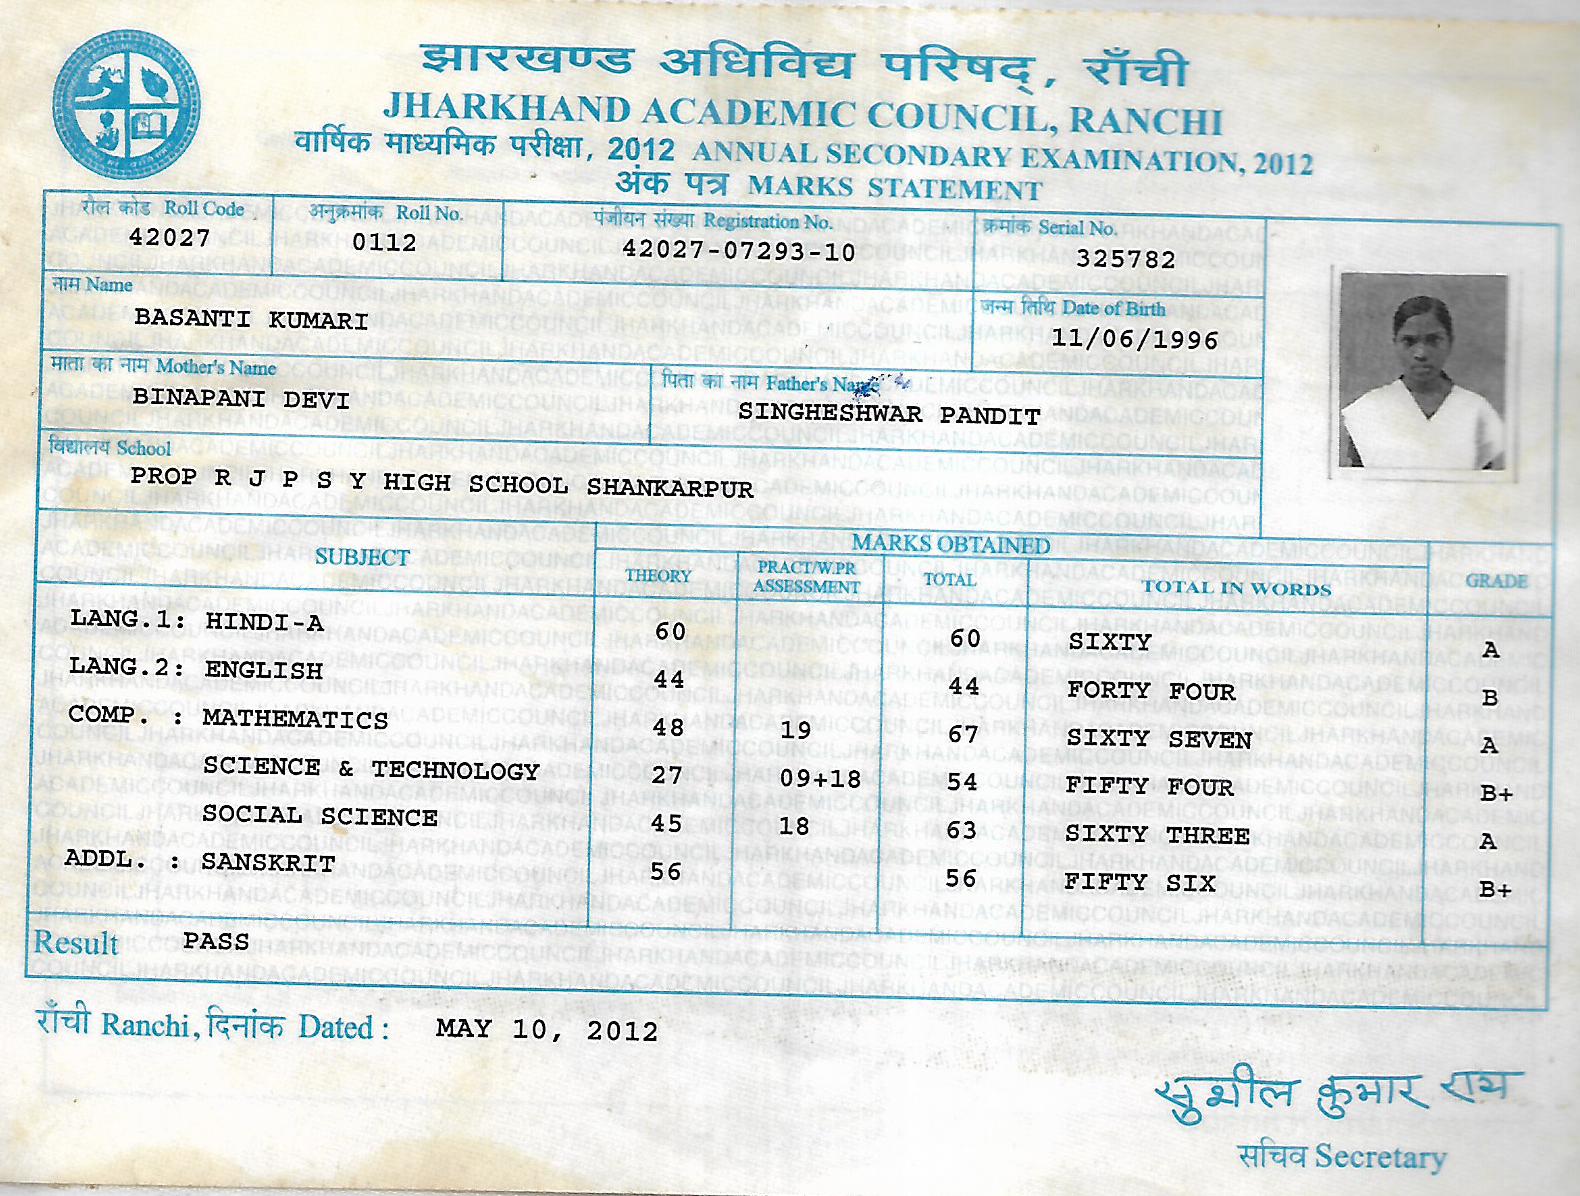 झारखण्ड अधिविद्य परिषद्, राँची
JHARKHAND ACADEMIC COUNCIL, RANCHI
वार्षिक माध्यमिक परीक्षा, 2012 ANNUAL SECONDARY EXAMINATION, 2012
अंक पत्र MARKS STATEMENT
रौल कोड Roll Code अनुक्रमांक Roll No. पंजीयन संख्या Registration No. क्रमांक Serial No.
42027 0112 42027-07293-10 325782
नाम Name जन्म तिथि Date of Birth
BASANTI KUMARI 11/06/1996
माता का नाम Mother's Name पिता का नाम Father's Name
BINAPANI DEVI SINGHESHWAR PANDIT
विद्यालय School
PROP R J P S Y HIGH SCHOOL SHANKARPUR
SUBJECT MARKS OBTAINED GRADE
THEORY PRACT/W.PR ASSESSMENT TOTAL TOTAL IN WORDS
LANG.1: HINDI-A 60 60 SIXTY A
LANG.2: ENGLISH 44 44 FORTY FOUR B
COMP. : MATHEMATICS 48 19 67 SIXTY SEVEN A
SCIENCE & TECHNOLOGY 27 09+18 54 FIFTY FOUR B+
SOCIAL SCIENCE 45 18 63 SIXTY THREE A
ADDL. : SANSKRIT 56 56 FIFTY SIX B+
Result PASS
राँची Ranchi, दिनांक Dated : MAY 10, 2012
सुशील कुमार राय
सचिव Secretary